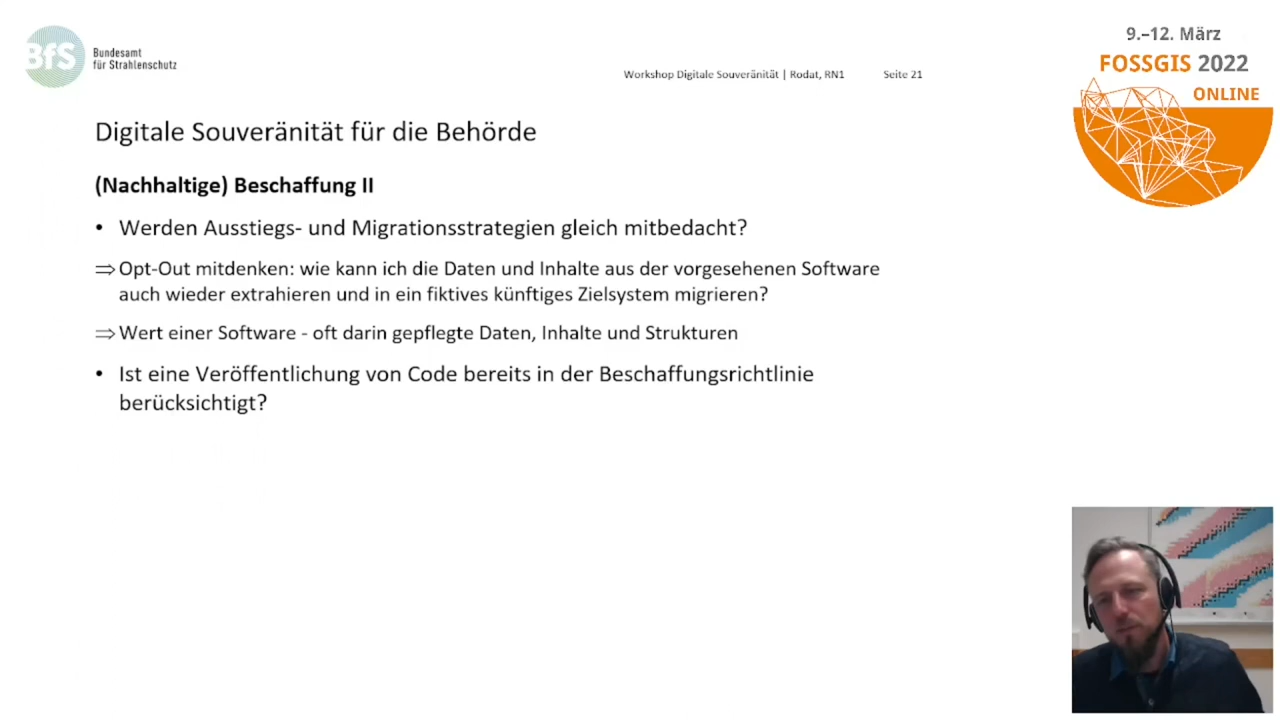 BfS
Bundesamt
für Strahlenschutz
Workshop Digitale Souveränität | Rodat, RN1 Seite 21
9.–12. März
FOSSGIS 2022
ONLINE
Digitale Souveränität für die Behörde
(Nachhaltige) Beschaffung II
• Werden Ausstiegs- und Migrationsstrategien gleich mitbedacht?
⇒ Opt-Out mitdenken: wie kann ich die Daten und Inhalte aus der vorgesehenen Software
auch wieder extrahieren und in ein fiktives künftiges Zielsystem migrieren?
⇒ Wert einer Software - oft darin gepflegte Daten, Inhalte und Strukturen
• Ist eine Veröffentlichung von Code bereits in der Beschaffungsrichtlinie
berücksichtigt?